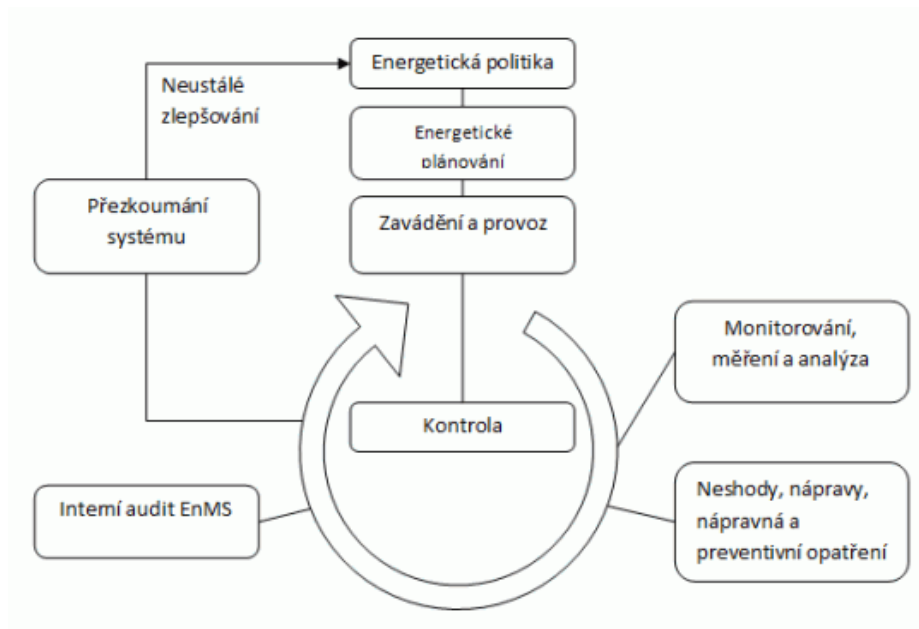 Energetická politika
Neustálé
zlepšování
Energetické
plánování
Přezkoumání
systému
Zavádění a provoz
Monitorování,
měření a analýza
Kontrola
Interní audit EnMS
Neshody, nápravy,
nápravná a
preventivní opatření